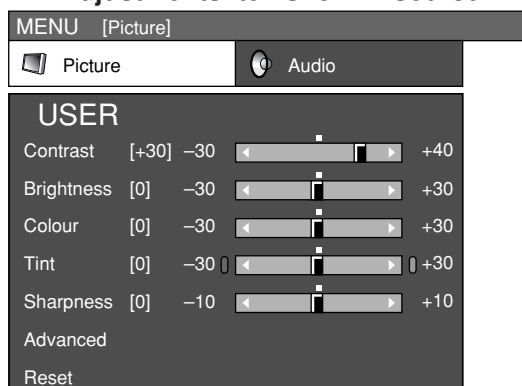 MENU [Picture]
Picture Audio
USER
Contrast [+30] –30 +40
Brightness [0] –30 +30
Colour [0] –30 +30
Tint [0] –30 +30
Sharpness [0] –10 +10
Advanced
Reset